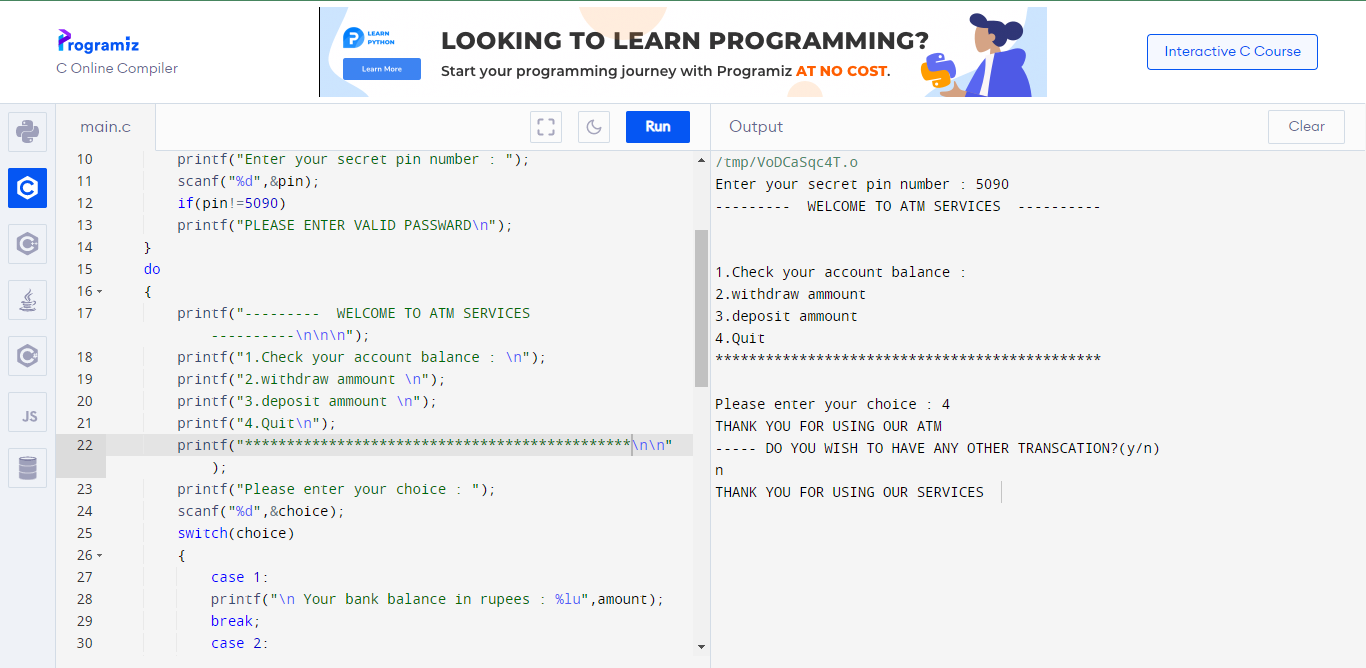 Programiz
C Online Compiler
LEARN
PYTHON
Learn More
LOOKING TO LEARN PROGRAMMING?
Start your programming journey with Programiz AT NO COST.
Interactive C Course
main.c
Run
Output
Clear
10 printf("Enter your secret pin number : ");
11 scanf("%d",&pin);
12 if(pin!=5090)
13 printf("PLEASE ENTER VALID PASSWARD\n");
14 }
15 do
16 {
17 printf("---------  WELCOME TO ATM SERVICES
----------\n\n\n");
18 printf("1.Check your account balance : \n");
19 printf("2.withdraw ammount \n");
20 printf("3.deposit ammount \n");
21 printf("4.Quit\n");
22 printf("**********************************************\n\n"
);
23 printf("Please enter your choice : ");
24 scanf("%d",&choice);
25 switch(choice)
26 {
27 case 1:
28 printf("\n Your bank balance in rupees : %lu",amount);
29 break;
30 case 2:
JS
/tmp/VoDCaSqc4T.o
Enter your secret pin number : 5090
---------  WELCOME TO ATM SERVICES  ----------
1.Check your account balance :
2.withdraw ammount
3.deposit ammount
4.Quit
**********************************************
Please enter your choice : 4
THANK YOU FOR USING OUR ATM
----- DO YOU WISH TO HAVE ANY OTHER TRANSCATION?(y/n)
n
THANK YOU FOR USING OUR SERVICES